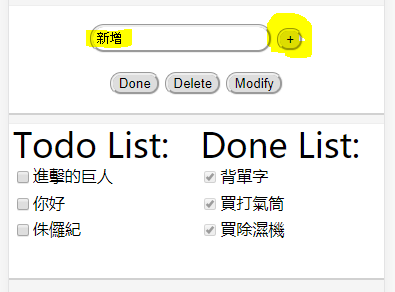 新增 +
Done Delete Modify
Todo List:
進擊的巨人
你好
侏儸紀
Done List:
背單字
買打氣筒
買除濕機